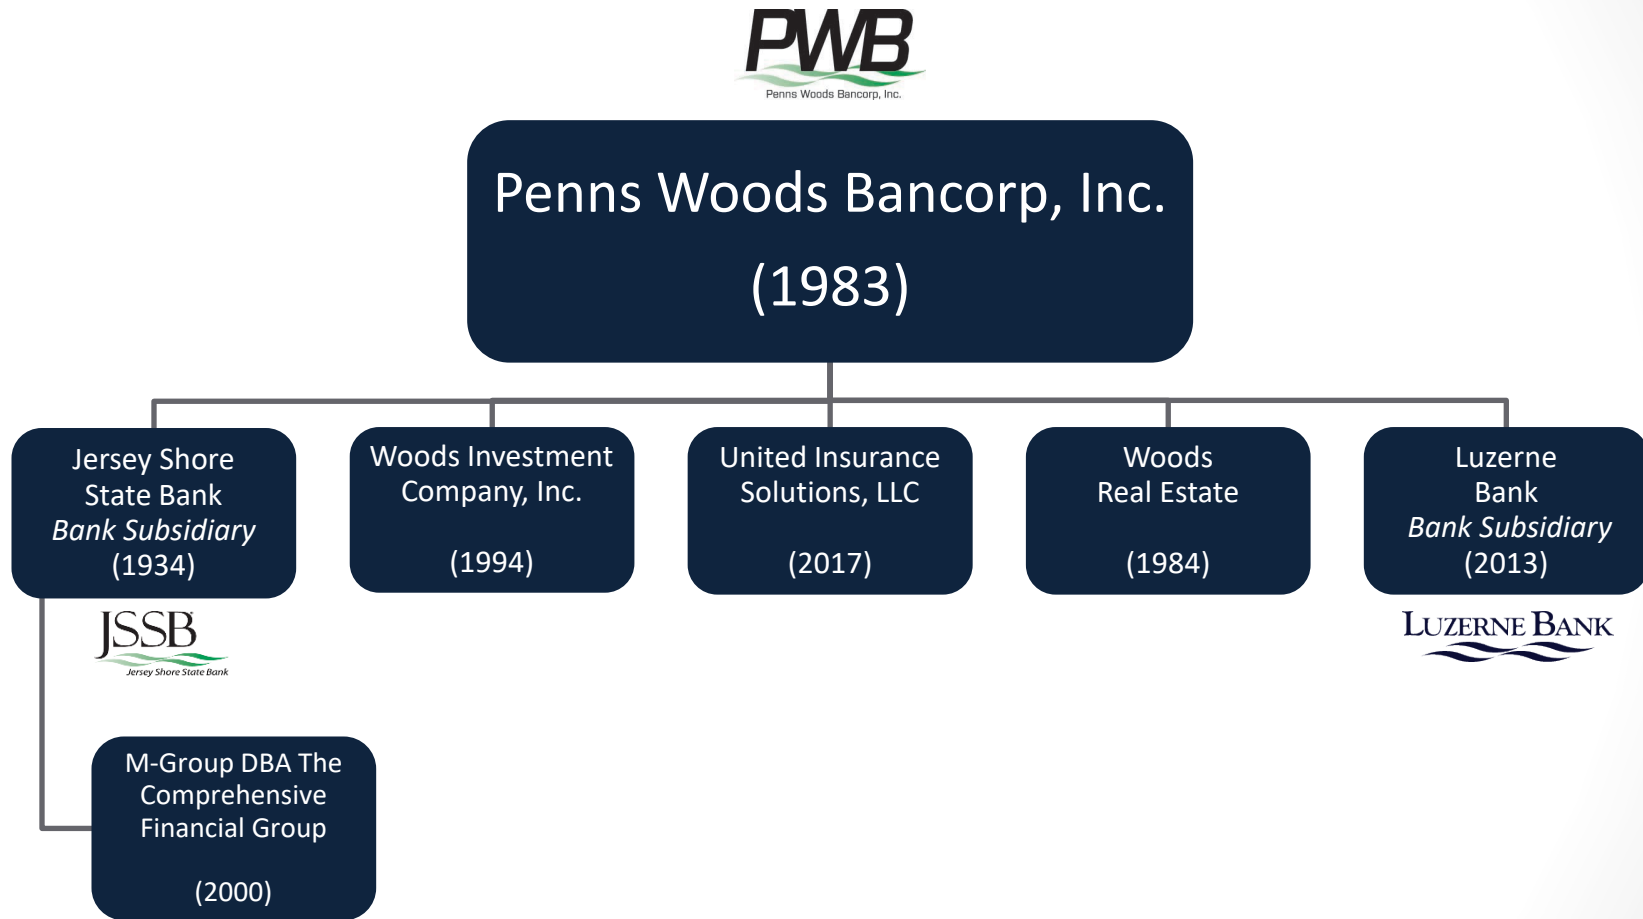 PWB
Penns Woods Bancorp, Inc.
Penns Woods Bancorp, Inc.
(1983)
Jersey Shore
State Bank
Bank Subsidiary
(1934)
Woods Investment
Company, Inc.
(1994)
United Insurance
Solutions, LLC
(2017)
Woods
Real Estate
(1984)
Luzerne
Bank
Bank Subsidiary
(2013)
JSSB
Jersey Shore State Bank
LUZERNE BANK
M-Group DBA The
Comprehensive
Financial Group
(2000)